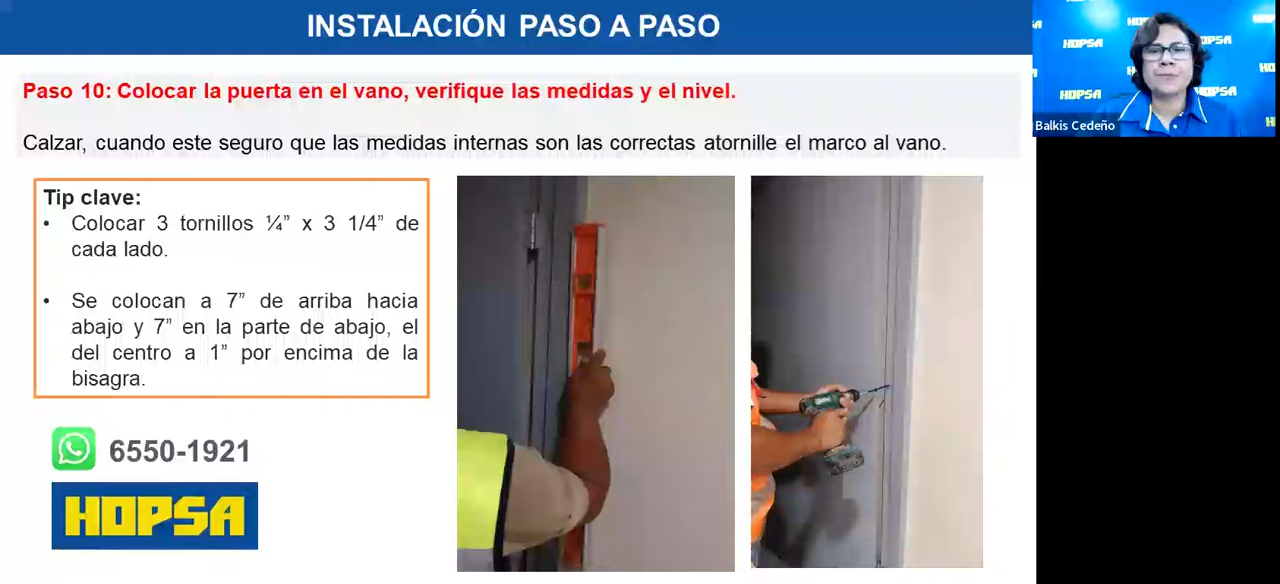 INSTALACIÓN PASO A PASO
Paso 10: Colocar la puerta en el vano, verifique las medidas y el nivel.
Calzar, cuando este seguro que las medidas internas son las correctas atornille el marco al vano.
Tip clave:
• Colocar 3 tornillos ¼” x 3 1/4” de
cada lado.
• Se colocan a 7” de arriba hacia
abajo y 7” en la parte de abajo, el
del centro a 1” por encima de la
bisagra.
6550-1921
HOPSA
HOPSA
HOPSA
HOPSA
HOPSA
Balkis Cedeño